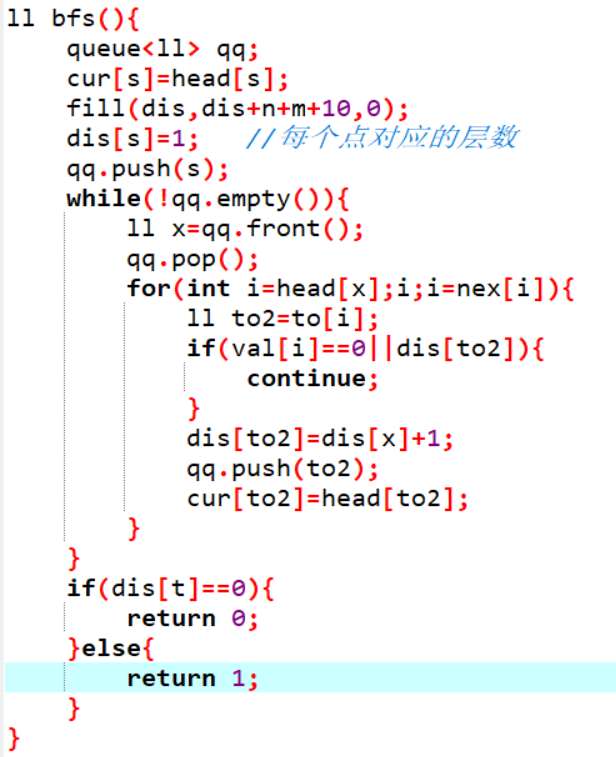 ll bfs(){
    queue<ll> qq;
    cur[s]=head[s];
    fill(dis,dis+n+m+10,0);
    dis[s]=1;   //每个点对应的层数
    qq.push(s);
    while(!qq.empty()){
        ll x=qq.front();
        qq.pop();
        for(int i=head[x];i;i=nex[i]){
            ll to2=to[i];
            if(val[i]==0||dis[to2]){
                continue;
            }
            dis[to2]=dis[x]+1;
            qq.push(to2);
            cur[to2]=head[to2];
        }
    }
    if(dis[t]==0){
        return 0;
    }else{
        return 1;
    }
}